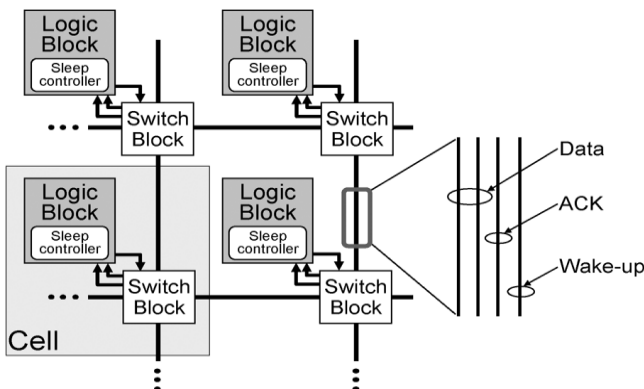 Logic
Block
Sleep
controller
Switch
Block
Logic
Block
Sleep
controller
Switch
Block
Logic
Block
Sleep
controller
Switch
Block
Cell
Logic
Block
Sleep
controller
Switch
Block
Data
ACK
Wake-up